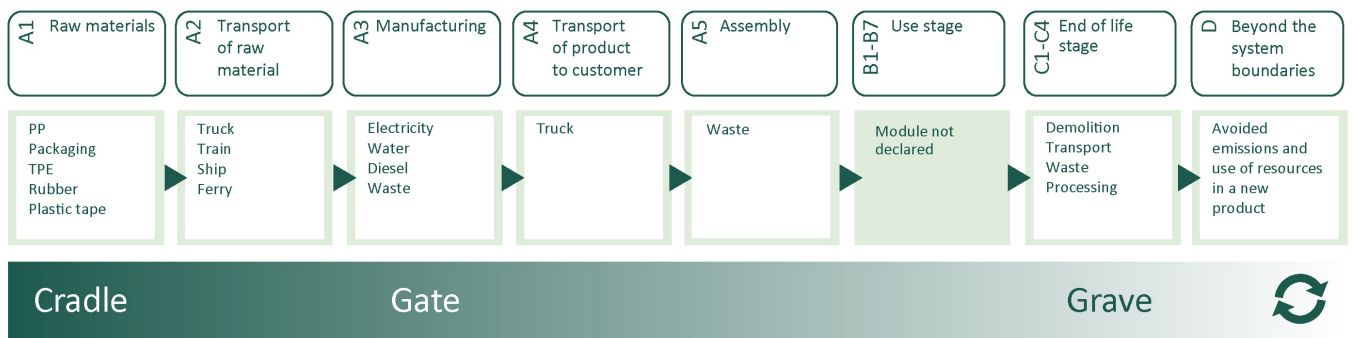 A1
Raw materials
A2
Transport
of raw
material
A3
Manufacturing
A4
Transport
of product
to customer
A5
Assembly
B1-B7
Use stage
C1-C4
End of life
stage
D
Beyond the
system
boundaries
PP
Packaging
TPE
Rubber
Plastic tape
Truck
Train
Ship
Ferry
Electricity
Water
Diesel
Waste
Truck
Waste
Module not
declared
Demolition
Transport
Waste
Processing
Avoided
emissions and
use of resources
in a new
product
Cradle
Gate
Grave